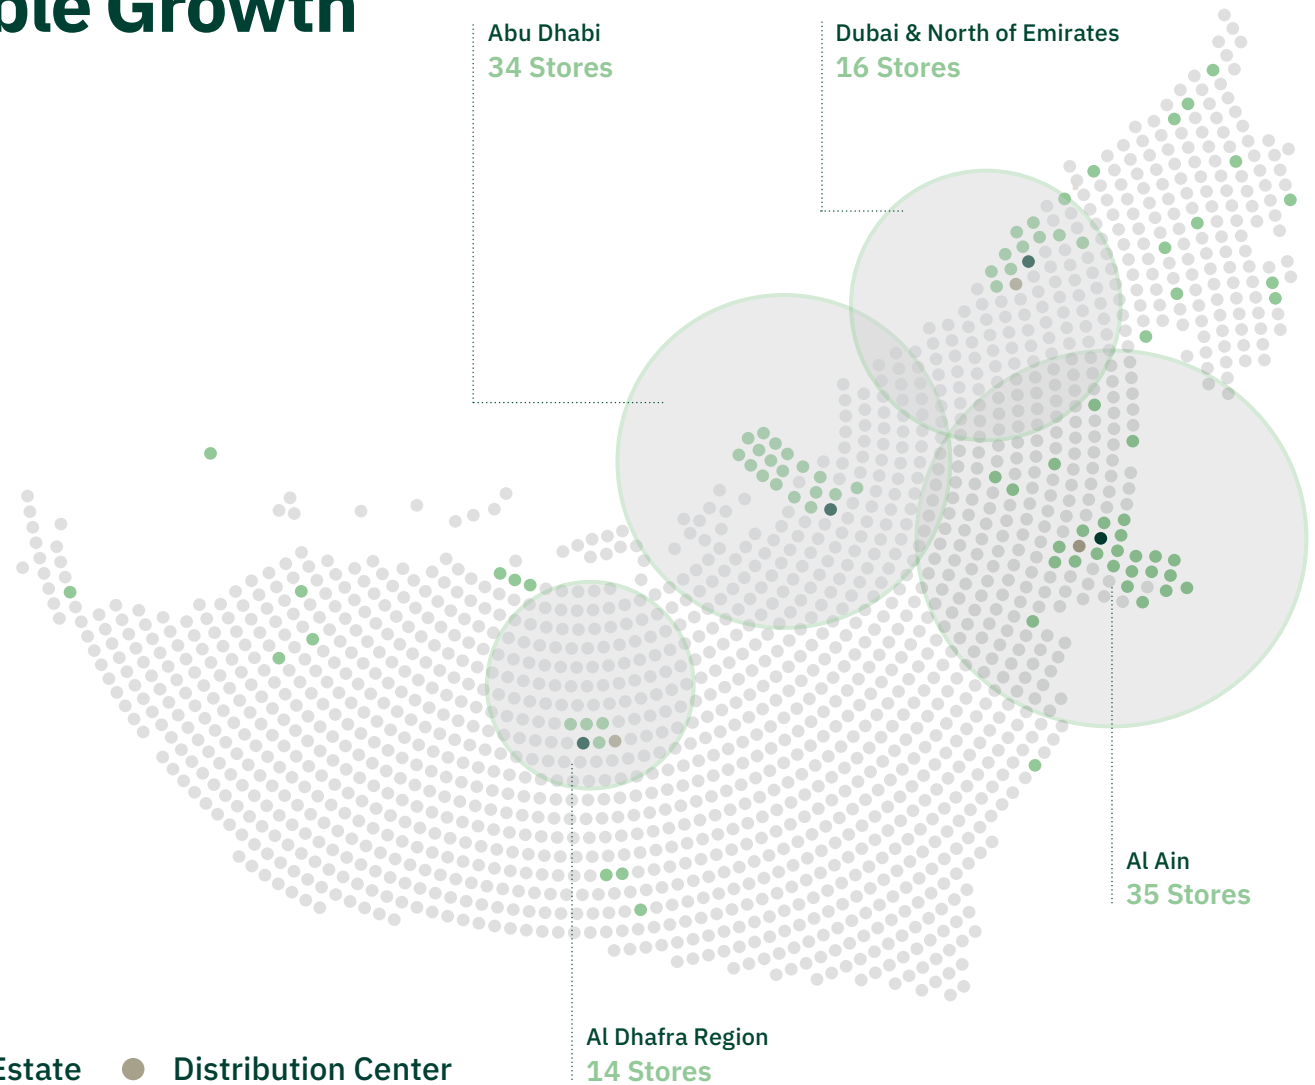 Growth
Abu Dhabi
34 Stores
Dubai & North of Emirates
16 Stores
Al Ain
35 Stores
Al Dhafra Region
14 Stores
Estate
Distribution Center